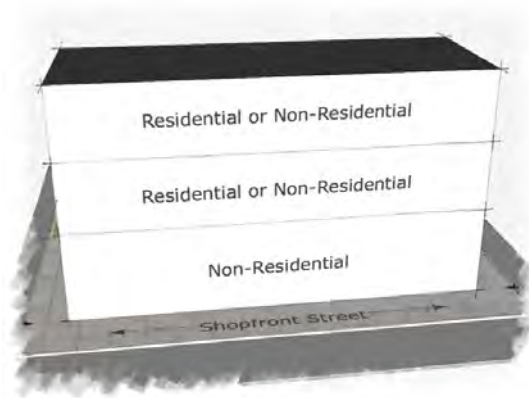 Residential or Non-Residential
Residential or Non-Residential
Non-Residential
Shopfront Street